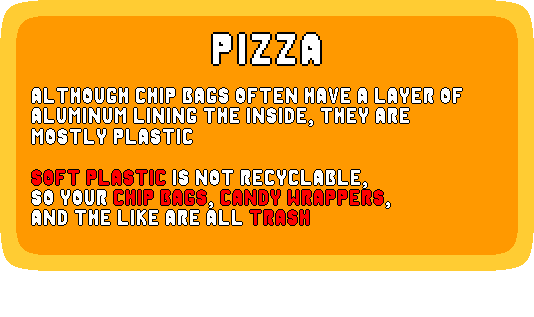 PIZZA
ALTHOUGH CHIP BAGS OFTEN HAVE A LAYER OF
ALUMINUM LINING THE INSIDE, THEY ARE
MOSTLY PLASTIC
SOFT PLASTIC IS NOT RECYCLABLE,
SO YOUR CHIP BAGS, CANDY WRAPPERS,
AND THE LIKE ARE ALL TRASH